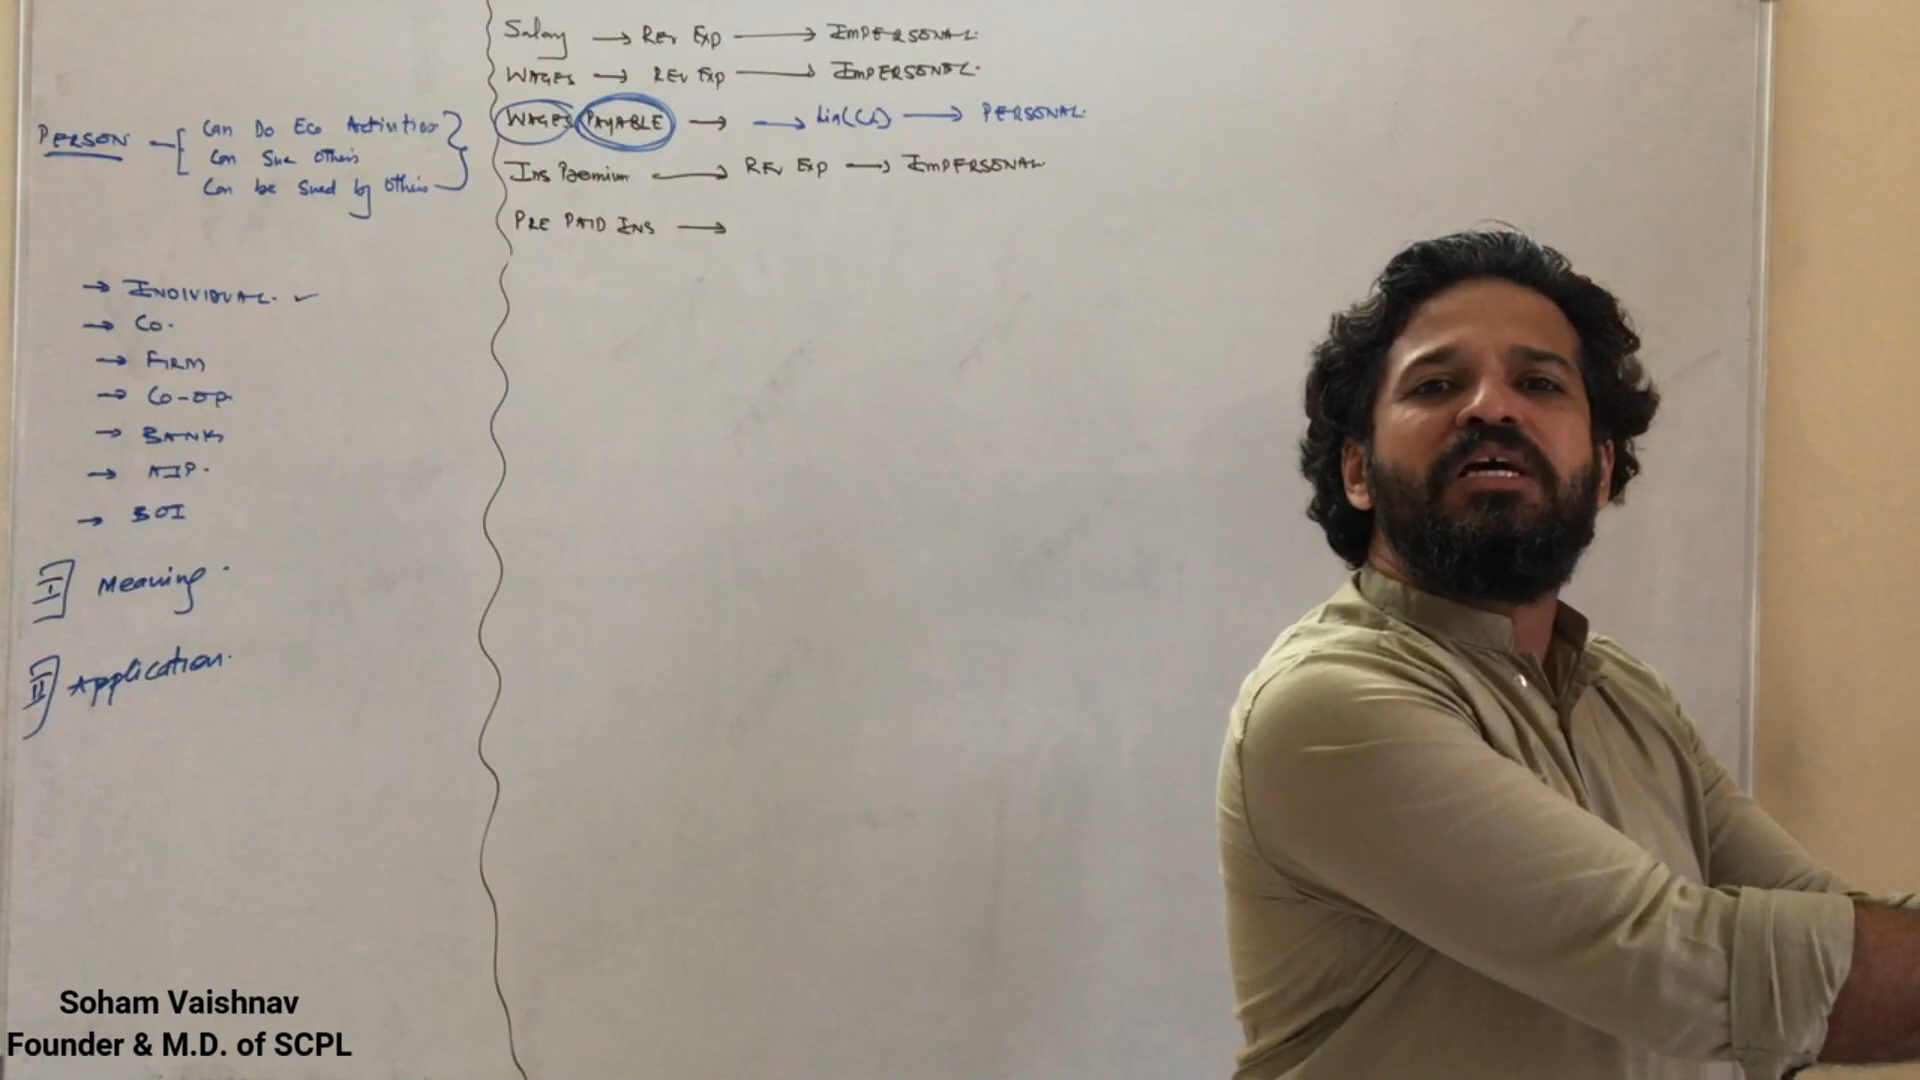 PERSON
Can Do Eco Activities
Can Sue Others
Can be Sued by Others
→ INDIVIDUAL. ✓
→ Co.
→ FIRM
→ Co-op
→ BANK
→ AJP.
→ BOI
I Meaning.
II Application.
Salary → Rev Exp → IMPERSONAL.
WAGES → REV EXP → IMPERSONAL.
WAGES PAYABLE → → Lia(CL) → PERSONAL.
Ins Premium → REV EXP → IMPERSONAL
PRE PAID INS →
Soham Vaishnav
Founder & M.D. of SCPL